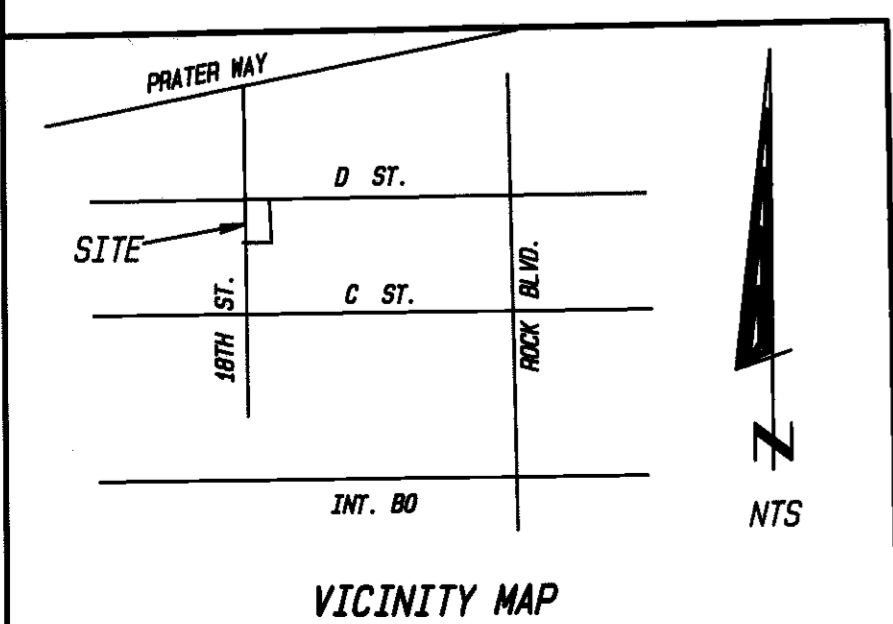 PRATER WAY
D ST.
SITE
18TH ST.
C ST.
ROCK BLVD.
INT. 80
N
NTS
VICINITY MAP